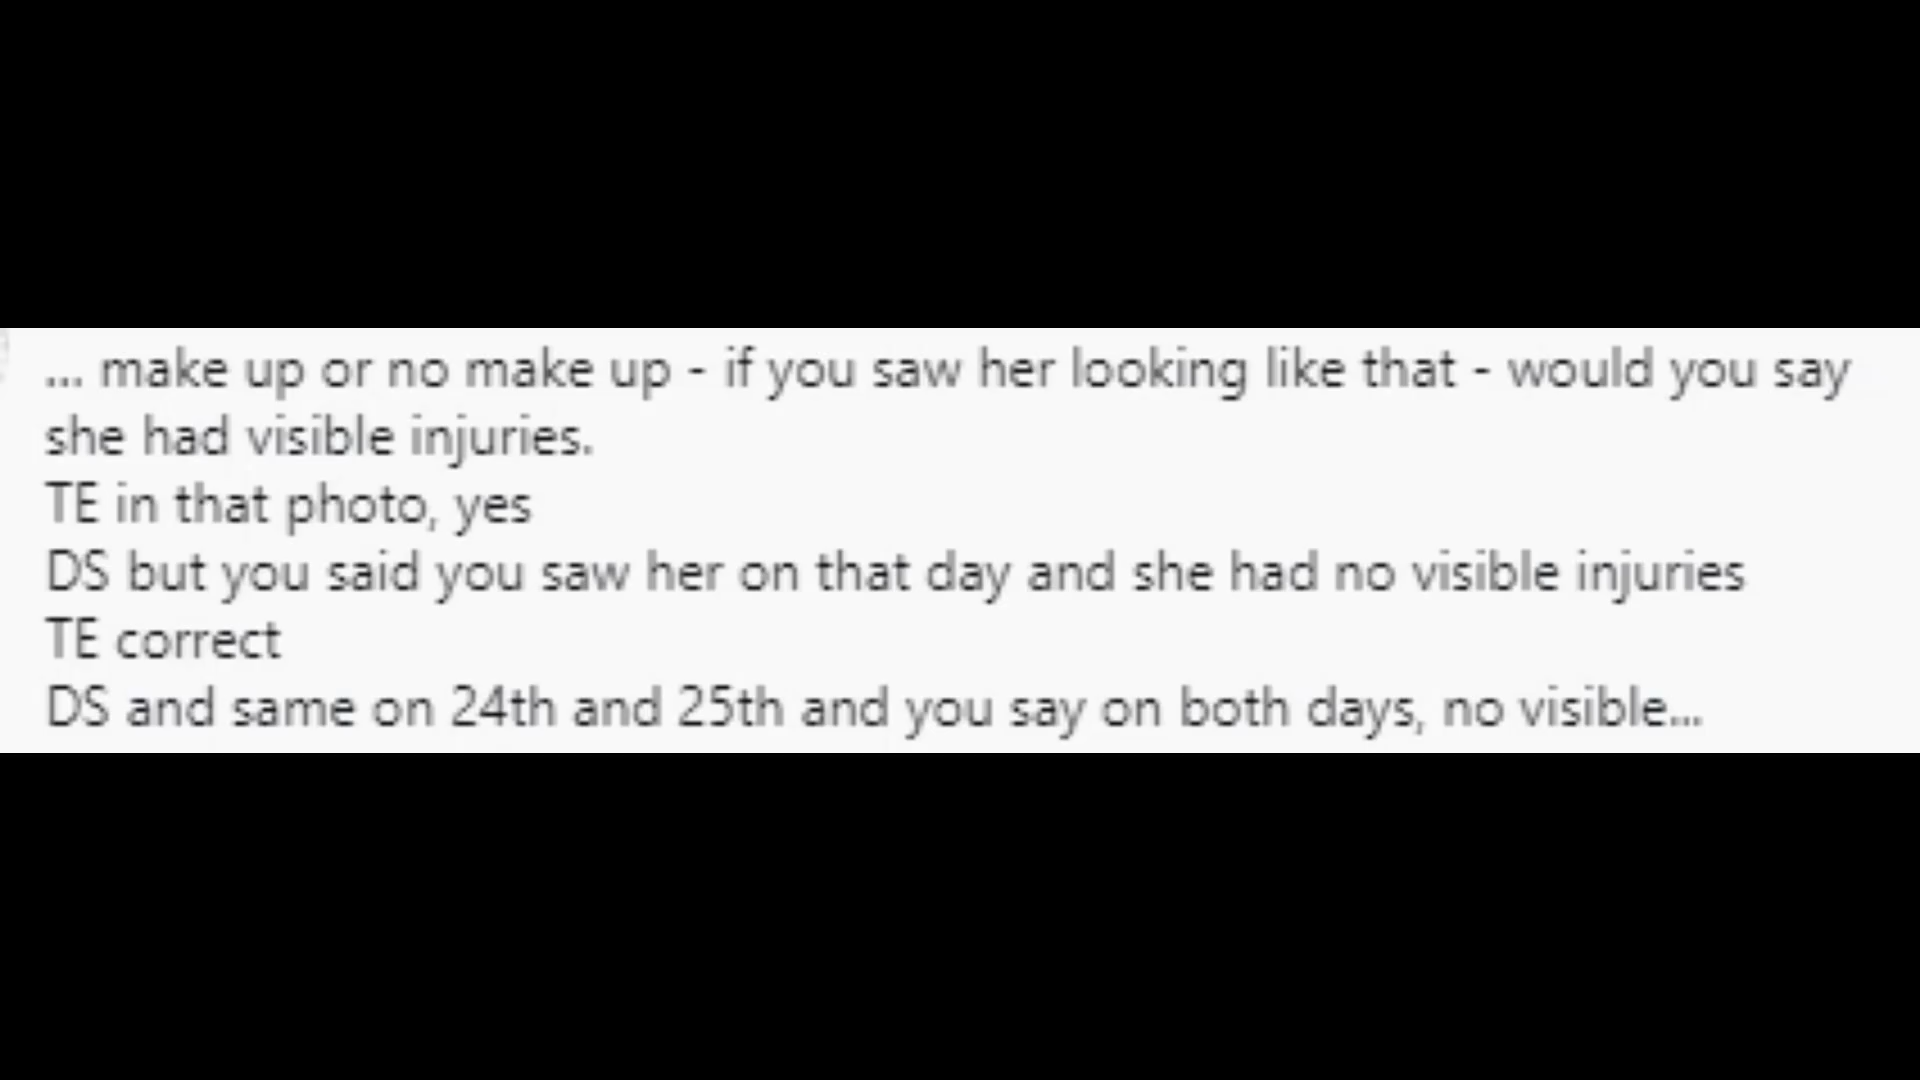 ... make up or no make up - if you saw her looking like that - would you say
she had visible injuries.
TE in that photo, yes
DS but you said you saw her on that day and she had no visible injuries
TE correct
DS and same on 24th and 25th and you say on both days, no visible...